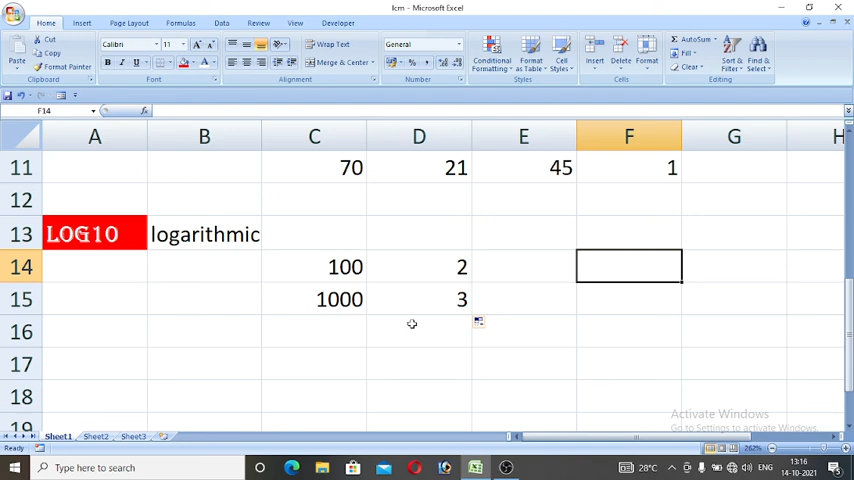 lcm - Microsoft Excel
Home Insert Page Layout Formulas Data Review View Developer
Paste Cut Copy Format Painter Clipboard
Calibri 11 A A B I U A Font
Wrap Text Merge & Center Alignment
General % , Number
Conditional Formatting Format as Table Cell Styles Styles
Insert Delete Format Cells
Σ AutoSum Fill Clear Sort & Filter Find & Select Editing
F14 fx
A B C D E F G H
11 70 21 45 1
12
13 LOG10 logarithmic
14 100 2
15 1000 3
16
17
18
19
Activate Windows
Go to Settings to activate Windows.
Sheet1 Sheet2 Sheet3
Ready 262%
Type here to search 28°C ENG 13:16 14-10-2021 5